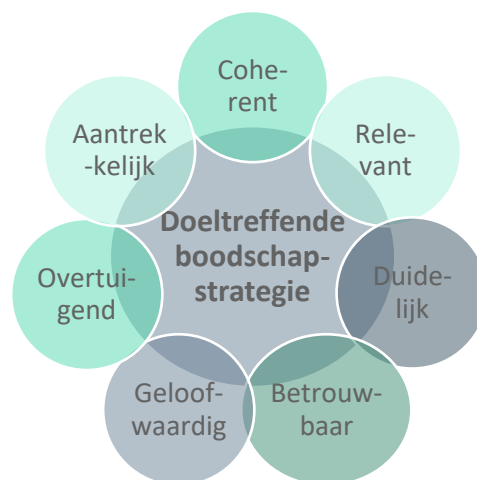 Cohe-
rent
Rele-
vant
Duide-
lijk
Betrouw-
baar
Geloof-
waardig
Overtui-
gend
Aantrek
-kelijk
Doeltreffende
boodschap-
strategie